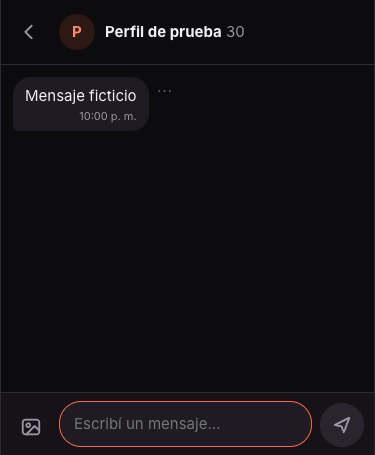 P
Perfil de prueba 30
Mensaje ficticio
...
10:00 p. m.
Escribí un mensaje...